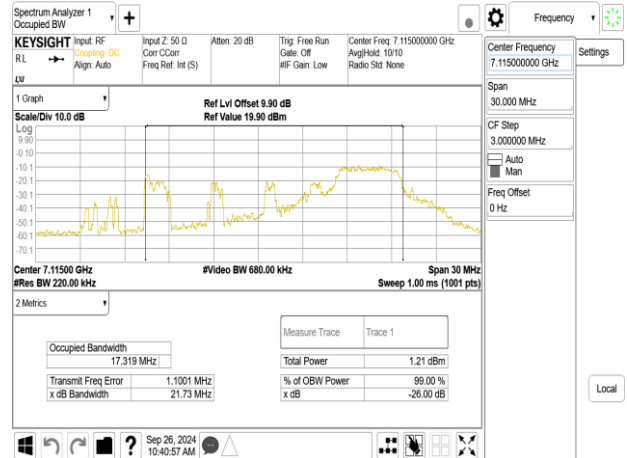 Spectrum Analyzer 1
Occupied BW
Frequency
KEYSIGHT
RL
Input: RF
Coupling: DC
Align: Auto
Input Z: 50 Ω
Corr CCorr
Freq Ref: Int (S)
Atten: 20 dB
Trig: Free Run
Gate: Off
#IF Gain: Low
Center Freq: 7.115000000 GHz
Avg|Hold: 10/10
Radio Std: None
Center Frequency
7.115000000 GHz
Settings
Span
30.000 MHz
CF Step
3.000000 MHz
Auto
Man
Freq Offset
0 Hz
Local
1 Graph
Scale/Div 10.0 dB
Ref Lvl Offset 9.90 dB
Ref Value 19.90 dBm
Log
9.90
-0.10
-10.1
-20.1
-30.1
-40.1
-50.1
-60.1
-70.1
Center 7.11500 GHz
#Video BW 680.00 kHz
Span 30 MHz
#Res BW 220.00 kHz
Sweep 1.00 ms (1001 pts)
2 Metrics
Measure Trace
Trace 1
Occupied Bandwidth
17.319 MHz
Total Power
1.21 dBm
Transmit Freq Error
1.1001 MHz
% of OBW Power
99.00 %
x dB Bandwidth
21.73 MHz
x dB
-26.00 dB
?
Sep 26, 2024
10:40:57 AM